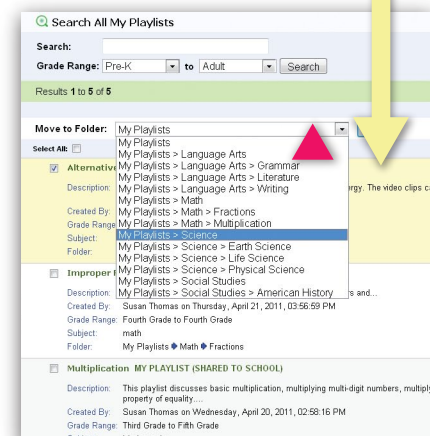 Search All My Playlists
Search:
Grade Range: Pre-K to Adult Search
Results 1 to 5 of 5
Move to Folder: My Playlists
Select All:
My Playlists
My Playlists > Language Arts
My Playlists > Language Arts > Grammar
My Playlists > Language Arts > Literature
My Playlists > Language Arts > Writing
My Playlists > Math
My Playlists > Math > Fractions
My Playlists > Math > Multiplication
My Playlists > Science
My Playlists > Science > Earth Science
My Playlists > Science > Life Science
My Playlists > Science > Physical Science
My Playlists > Social Studies
My Playlists > Social Studies > American History
Alternativ
Description: rgy. The video clips c
Created By:
Grade Range
Subject:
Folder:
Improper
Description: rs and...
Created By: Susan Thomas on Thursday, April 21, 2011, 03:56:59 PM
Grade Range: Fourth Grade to Fourth Grade
Subject: math
Folder: My Playlists Math Fractions
Multiplication MY PLAYLIST (SHARED TO SCHOOL)
Description: This playlist discusses basic multiplication, multiplying multi-digit numbers, multiply
property of equality....
Created By: Susan Thomas on Wednesday, April 20, 2011, 02:58:16 PM
Grade Range: Third Grade to Fifth Grade